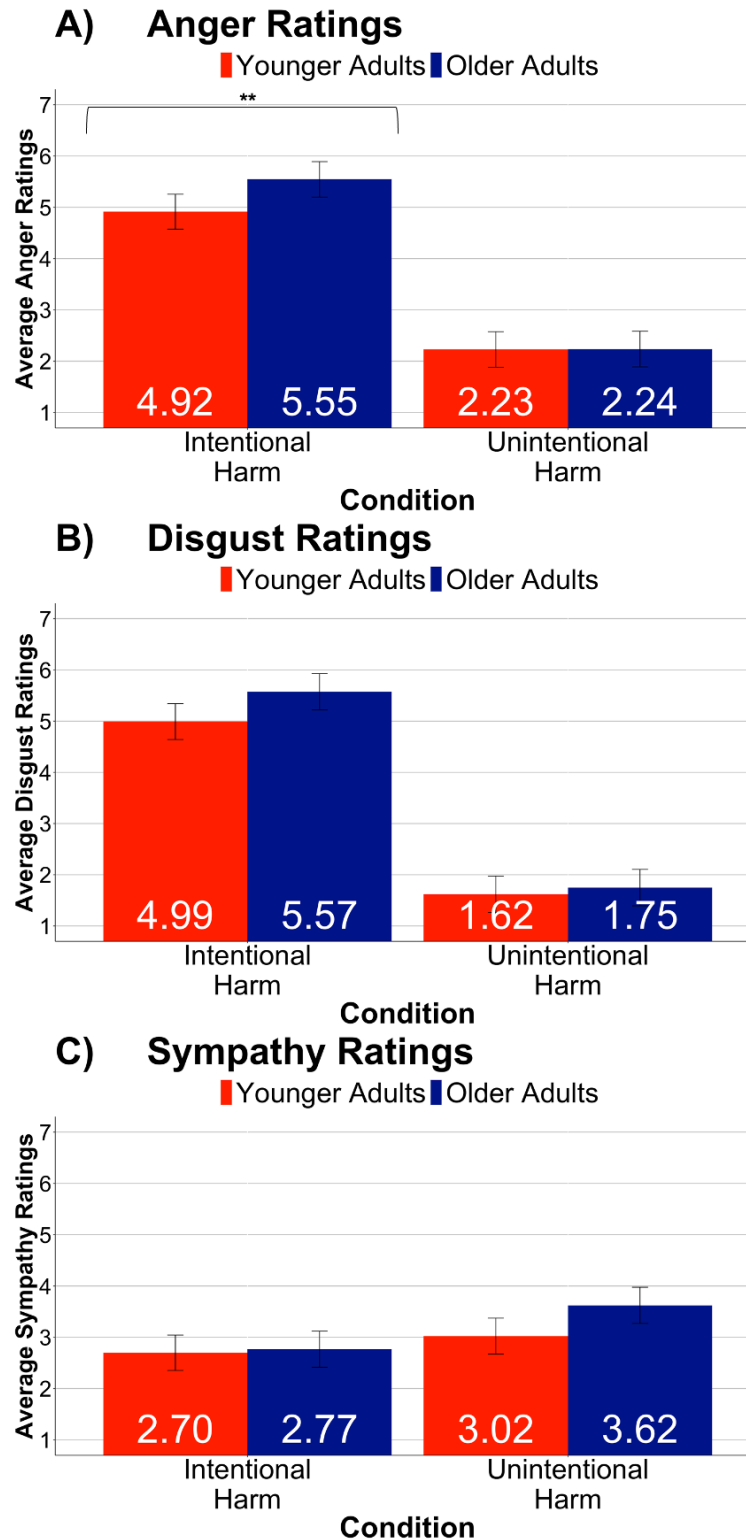 A) Anger Ratings
Younger Adults Older Adults
**
Average Anger Ratings
7
6
5
4
3
2
1
4.92 5.55 2.23 2.24
Intentional Harm
Unintentional Harm
Condition
B) Disgust Ratings
Younger Adults Older Adults
Average Disgust Ratings
7
6
5
4
3
2
1
4.99 5.57 1.62 1.75
Intentional Harm
Unintentional Harm
Condition
C) Sympathy Ratings
Younger Adults Older Adults
Average Sympathy Ratings
7
6
5
4
3
2
1
2.70 2.77 3.02 3.62
Intentional Harm
Unintentional Harm
Condition